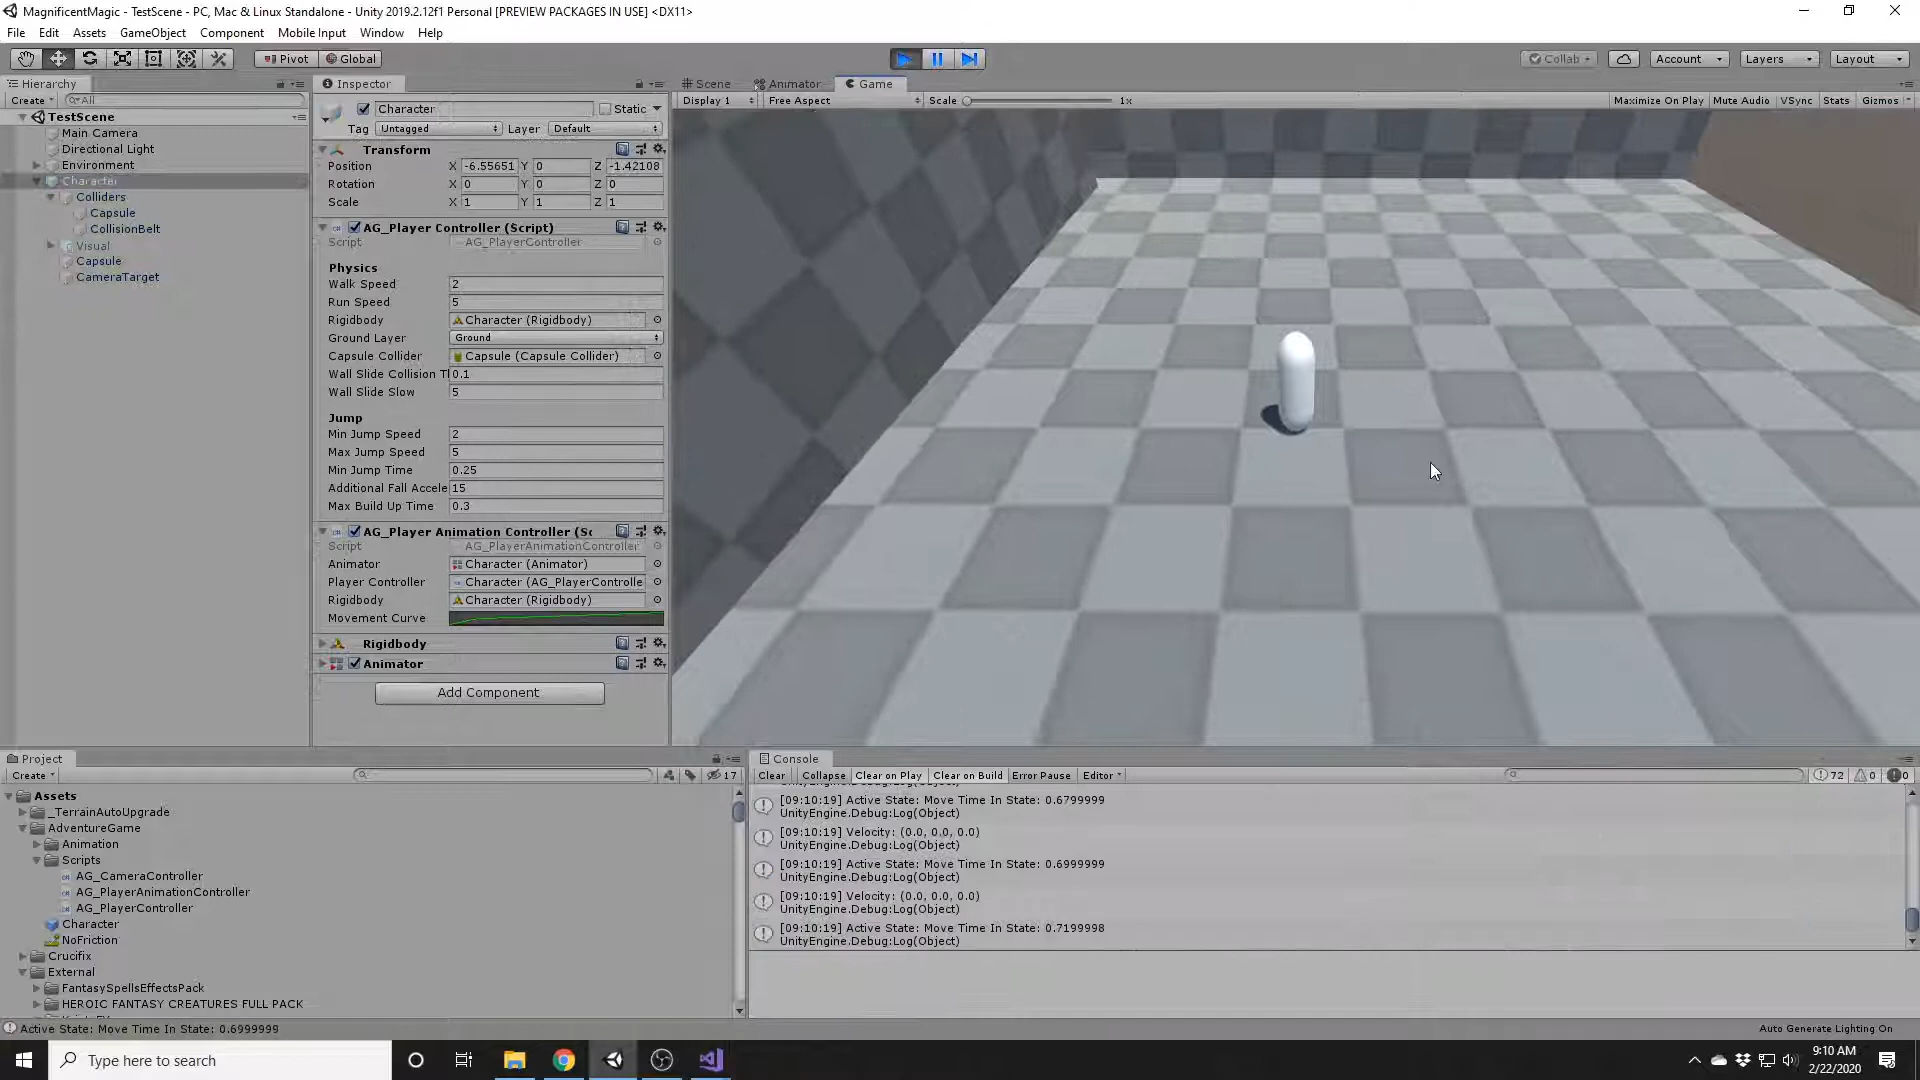 MagnificentMagic - TestScene - PC, Mac & Linux Standalone - Unity 2019.2.12f1 Personal [PREVIEW PACKAGES IN USE] <DX11>
File Edit Assets GameObject Component Mobile Input Window Help
Pivot Global Collab Account Layers Layout
Hierarchy
Create All
TestScene
Main Camera
Directional Light
Environment
Character
Colliders
Capsule
CollisionBelt
Visual
Capsule
CameraTarget
Inspector
Character Static
Tag Untagged Layer Default
Transform
Position X -6.55651 Y 0 Z -1.42108
Rotation X 0 Y 0 Z 0
Scale X 1 Y 1 Z 1
AG_Player Controller (Script)
Script AG_PlayerController
Physics
Walk Speed 2
Run Speed 5
Rigidbody Character (Rigidbody)
Ground Layer Ground
Capsule Collider Capsule (Capsule Collider)
Wall Slide Collision T 0.1
Wall Slide Slow 5
Jump
Min Jump Speed 2
Max Jump Speed 5
Min Jump Time 0.25
Additional Fall Accele 15
Max Build Up Time 0.3
AG_Player Animation Controller (Sc
Script AG_PlayerAnimationController
Animator Character (Animator)
Player Controller Character (AG_PlayerControlle
Rigidbody Character (Rigidbody)
Movement Curve
Rigidbody
Animator
Add Component
Scene Animator Game
Display 1 Free Aspect Scale 1x Maximize On Play Mute Audio VSync Stats Gizmos
Project
Create 17
Assets
_TerrainAutoUpgrade
AdventureGame
Animation
Scripts
AG_CameraController
AG_PlayerAnimationController
AG_PlayerController
Character
NoFriction
Crucifix
External
FantasySpellsEffectsPack
HEROIC FANTASY CREATURES FULL PACK
Console
Clear Collapse Clear on Play Clear on Build Error Pause Editor 72 0 0
UnityEngine.Debug:Log(Object)
[09:10:19] Active State: Move Time In State: 0.6799999
UnityEngine.Debug:Log(Object)
[09:10:19] Velocity: (0.0, 0.0, 0.0)
UnityEngine.Debug:Log(Object)
[09:10:19] Active State: Move Time In State: 0.6999999
UnityEngine.Debug:Log(Object)
[09:10:19] Velocity: (0.0, 0.0, 0.0)
UnityEngine.Debug:Log(Object)
[09:10:19] Active State: Move Time In State: 0.7199998
UnityEngine.Debug:Log(Object)
Active State: Move Time In State: 0.6999999
Auto Generate Lighting On
Type here to search
9:10 AM
2/22/2020